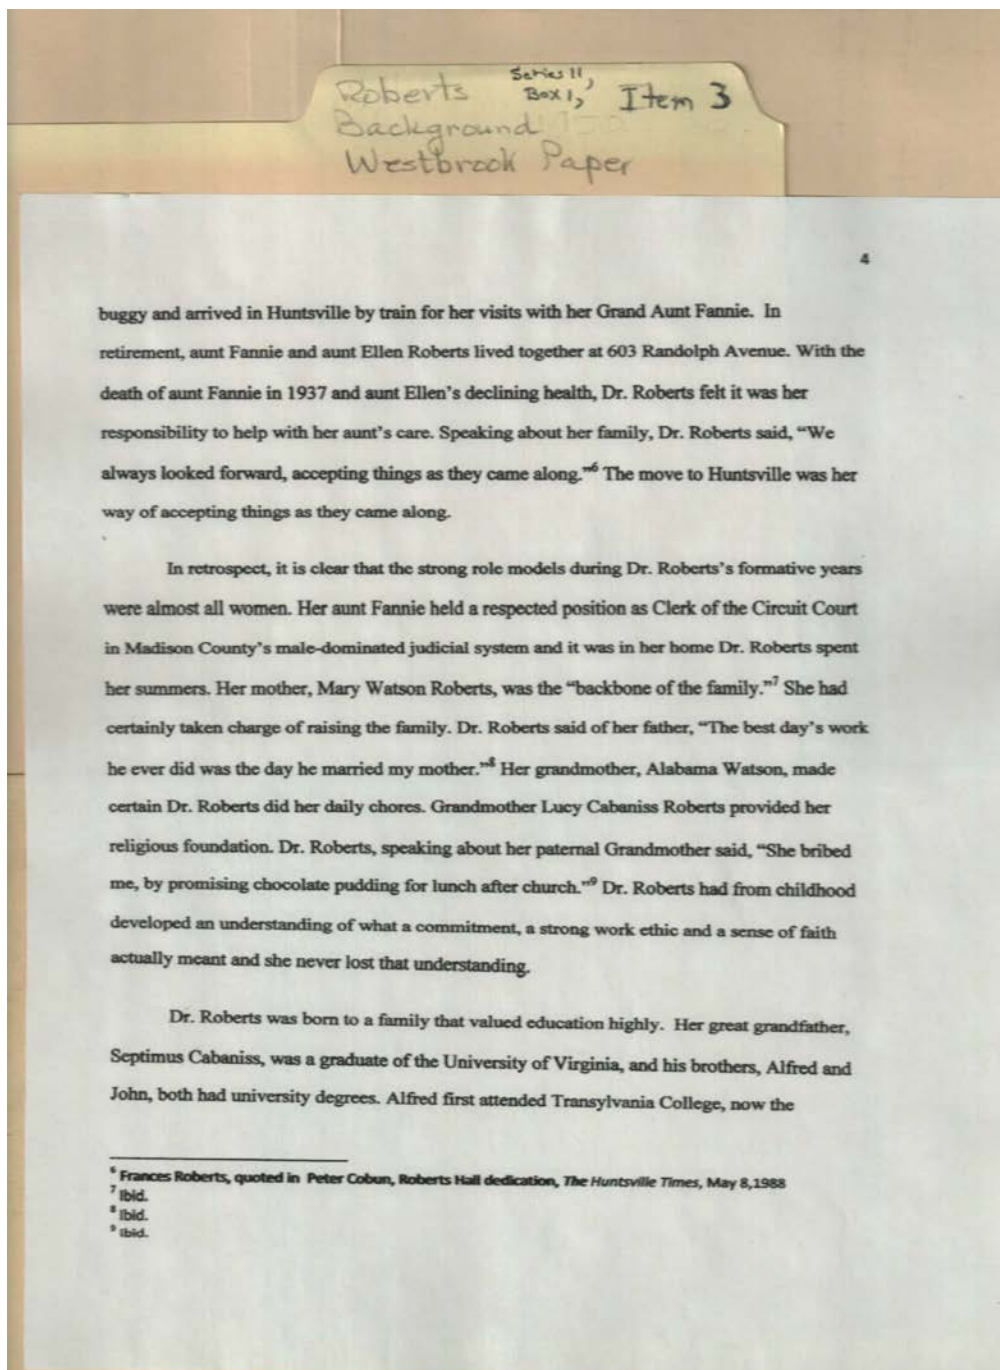 Roberts Series 11, Box 1, Item 3
Background
Westbrook Paper
4
buggy and arrived in Huntsville by train for her visits with her Grand Aunt Fannie. In
retirement, aunt Fannie and aunt Ellen Roberts lived together at 603 Randolph Avenue. With the
death of aunt Fannie in 1937 and aunt Ellen's declining health, Dr. Roberts felt it was her
responsibility to help with her aunt's care. Speaking about her family, Dr. Roberts said, “We
always looked forward, accepting things as they came along.”⁶ The move to Huntsville was her
way of accepting things as they came along.
In retrospect, it is clear that the strong role models during Dr. Roberts's formative years
were almost all women. Her aunt Fannie held a respected position as Clerk of the Circuit Court
in Madison County's male-dominated judicial system and it was in her home Dr. Roberts spent
her summers. Her mother, Mary Watson Roberts, was the “backbone of the family.”⁷ She had
certainly taken charge of raising the family. Dr. Roberts said of her father, “The best day's work
he ever did was the day he married my mother.”⁸ Her grandmother, Alabama Watson, made
certain Dr. Roberts did her daily chores. Grandmother Lucy Cabaniss Roberts provided her
religious foundation. Dr. Roberts, speaking about her paternal Grandmother said, “She bribed
me, by promising chocolate pudding for lunch after church.”⁹ Dr. Roberts had from childhood
developed an understanding of what a commitment, a strong work ethic and a sense of faith
actually meant and she never lost that understanding.
Dr. Roberts was born to a family that valued education highly. Her great grandfather,
Septimus Cabaniss, was a graduate of the University of Virginia, and his brothers, Alfred and
John, both had university degrees. Alfred first attended Transylvania College, now the
⁶ Frances Roberts, quoted in Peter Cobun, Roberts Hall dedication, The Huntsville Times, May 8,1988
⁷ Ibid.
⁸ Ibid.
⁹ Ibid.